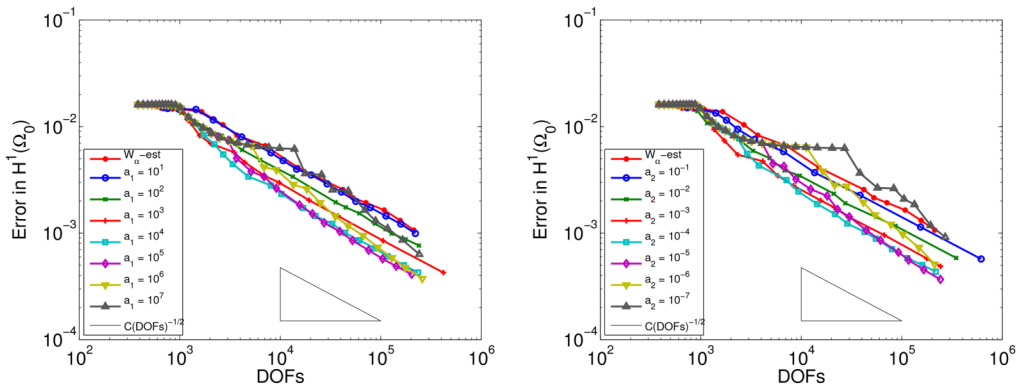 10^-1
10^-2
10^-3
10^-4
Error in H^1(Ω_0)
W_α-est
a_1 = 10^1
a_1 = 10^2
a_1 = 10^3
a_1 = 10^4
a_1 = 10^5
a_1 = 10^6
a_1 = 10^7
C(DOFs)^-1/2
10^2 10^3 10^4 10^5 10^6
DOFs
10^-1
10^-2
10^-3
10^-4
Error in H^1(Ω_0)
W_α-est
a_2 = 10^-1
a_2 = 10^-2
a_2 = 10^-3
a_2 = 10^-4
a_2 = 10^-5
a_2 = 10^-6
a_2 = 10^-7
C(DOFs)^-1/2
10^2 10^3 10^4 10^5 10^6
DOFs